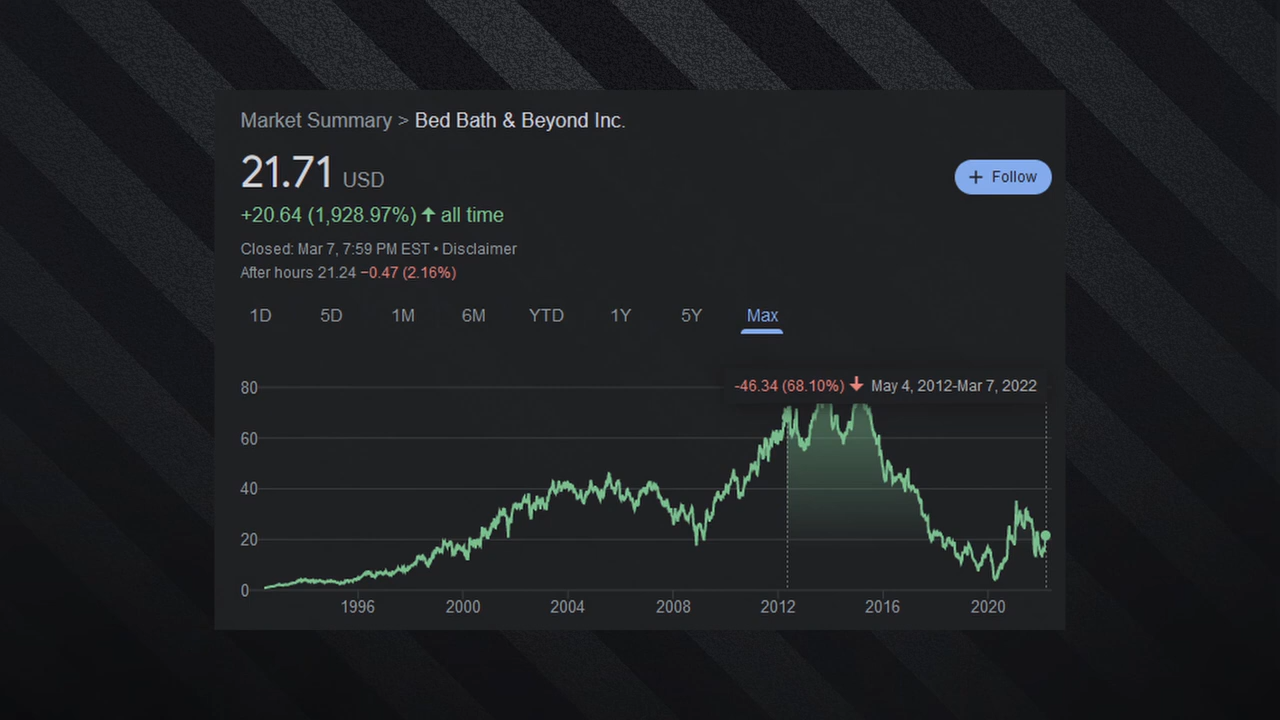 Market Summary > Bed Bath & Beyond Inc.
21.71 USD
+ Follow
+20.64 (1,928.97%) ↑ all time
Closed: Mar 7, 7:59 PM EST • Disclaimer
After hours 21.24 −0.47 (2.16%)
1D 5D 1M 6M YTD 1Y 5Y Max
-46.34 (68.10%) ↓ May 4, 2012-Mar 7, 2022
80
60
40
20
0
1996 2000 2004 2008 2012 2016 2020